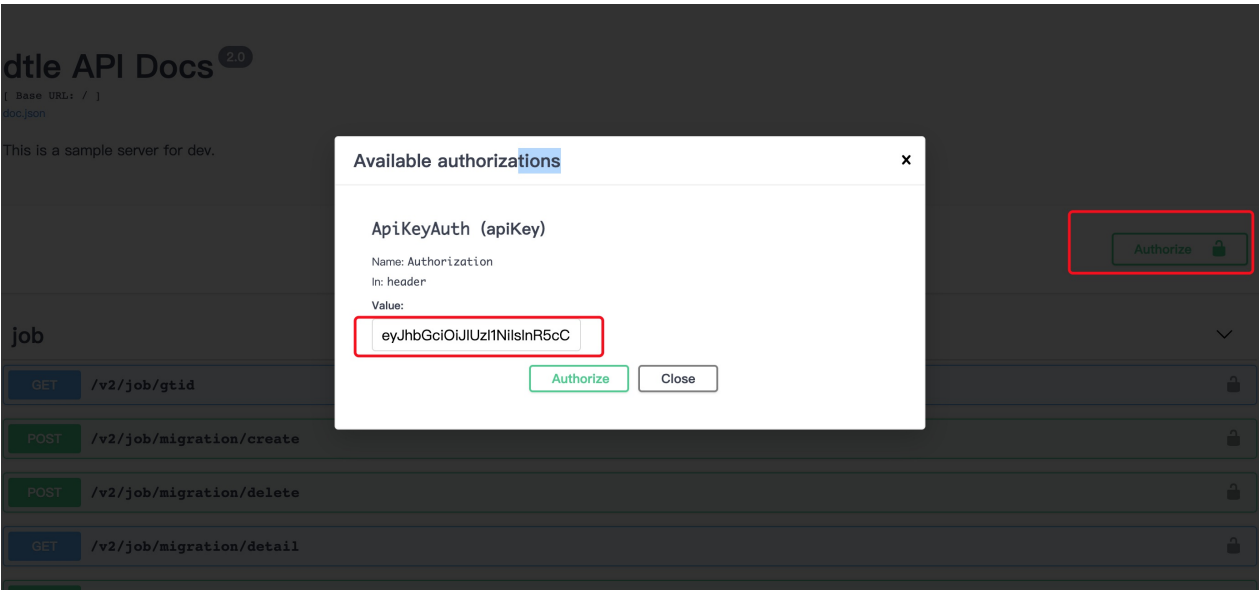 dtle API Docs 2.0
[ Base URL: / ]
doc.json
This is a sample server for dev.
Available authorizations
x
ApiKeyAuth (apiKey)
Name: Authorization
In: header
Value:
eyJhbGciOiJIUzI1NiIsInR5cC
Authorize Close
Authorize
job
GET /v2/job/gtid
POST /v2/job/migration/create
POST /v2/job/migration/delete
GET /v2/job/migration/detail